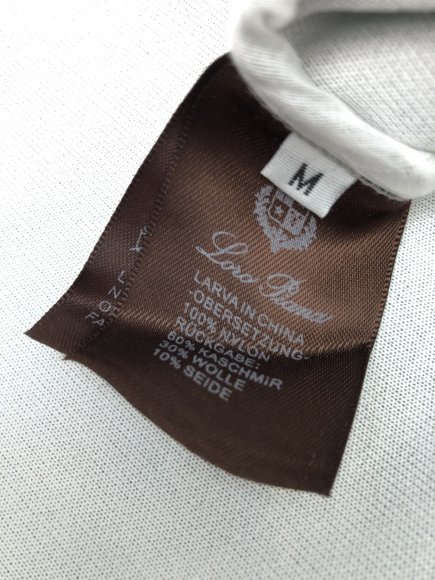 M
Loro Piana
LARVA IN CHINA
-OBERSETZUNG-
100% NYLON
RÜCKGABE:
60% KASCHMIR
30% WOLLE
10% SEIDE